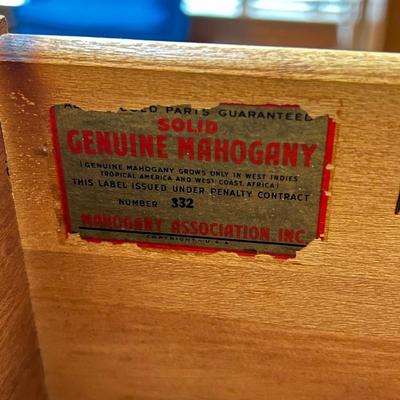 PARTS GUARANTEED
SOLID
GENUINE MAHOGANY
(GENUINE MAHOGANY GROWS ONLY IN WEST INDIES
TROPICAL AMERICA AND WEST COAST, AFRICA)
THIS LABEL ISSUED UNDER PENALTY CONTRACT
NUMBER 332
MAHOGANY ASSOCIATION, INC.
COPYRIGHT U.S.A.